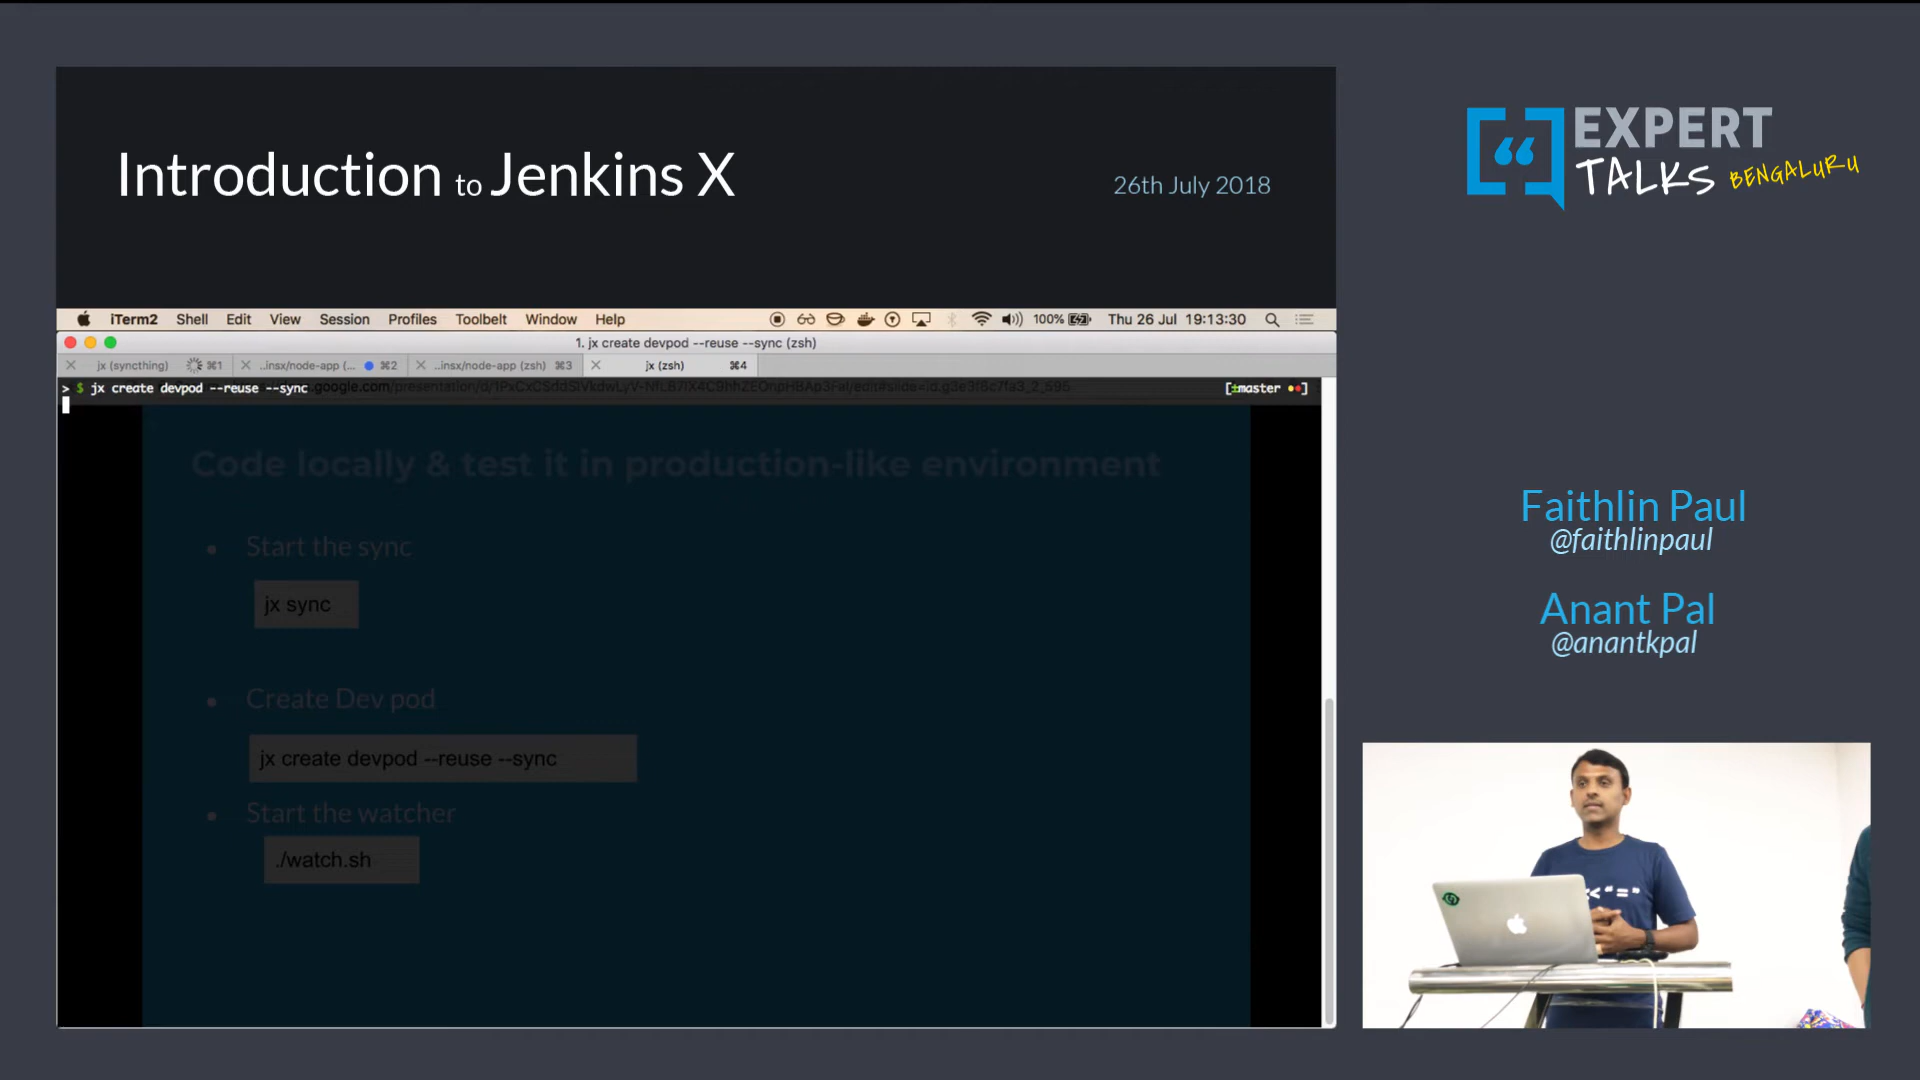 Introduction to Jenkins X
26th July 2018
EXPERT
TALKS BENGALURU
iTerm2 Shell Edit View Session Profiles Toolbelt Window Help 100% Thu 26 Jul 19:13:30
1. jx create devpod --reuse --sync (zsh)
jx (syncthing) ⌘1 ..insx/node-app (... ⌘2 ..insx/node-app (zsh) ⌘3 jx (zsh) ⌘4
> $ jx create devpod --reuse --sync [±master ●●]
Code locally & test it in production-like environment
● Start the sync
jx sync
● Create Dev pod
jx create devpod --reuse --sync
● Start the watcher
./watch.sh
Faithlin Paul
@faithlinpaul
Anant Pal
@anantkpal